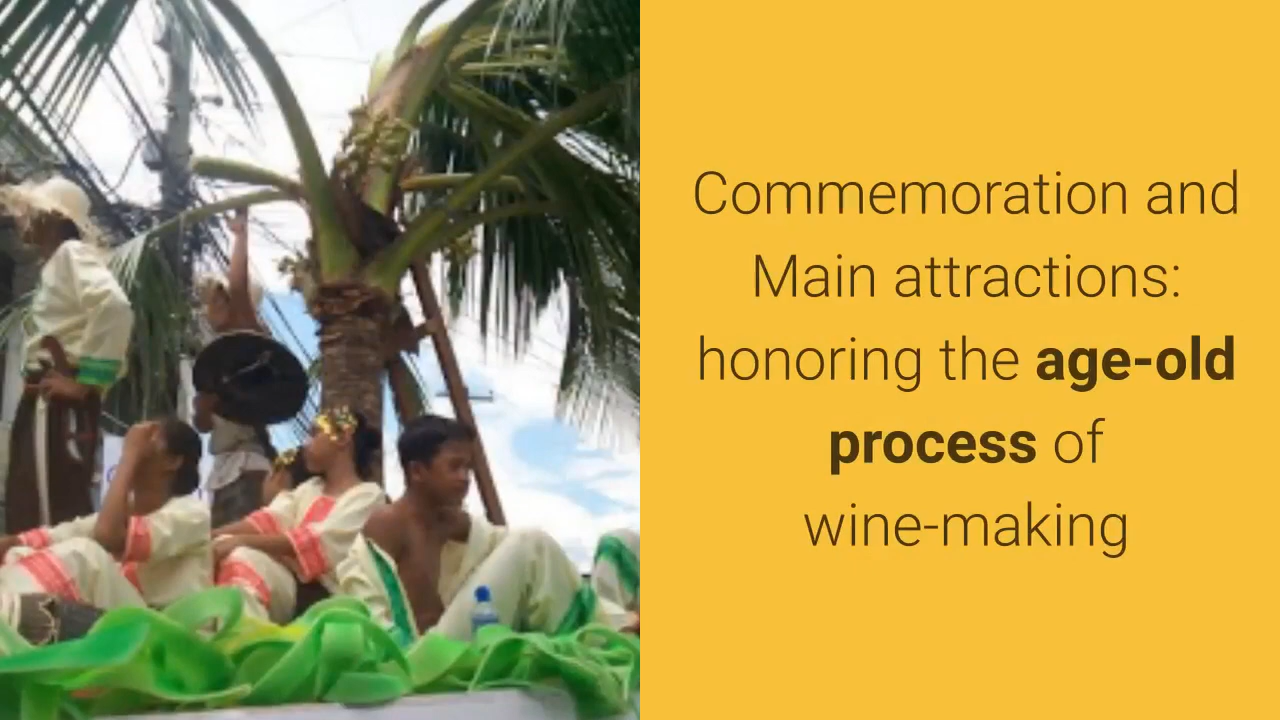 Commemoration and
Main attractions:
honoring the age-old
process of
wine-making